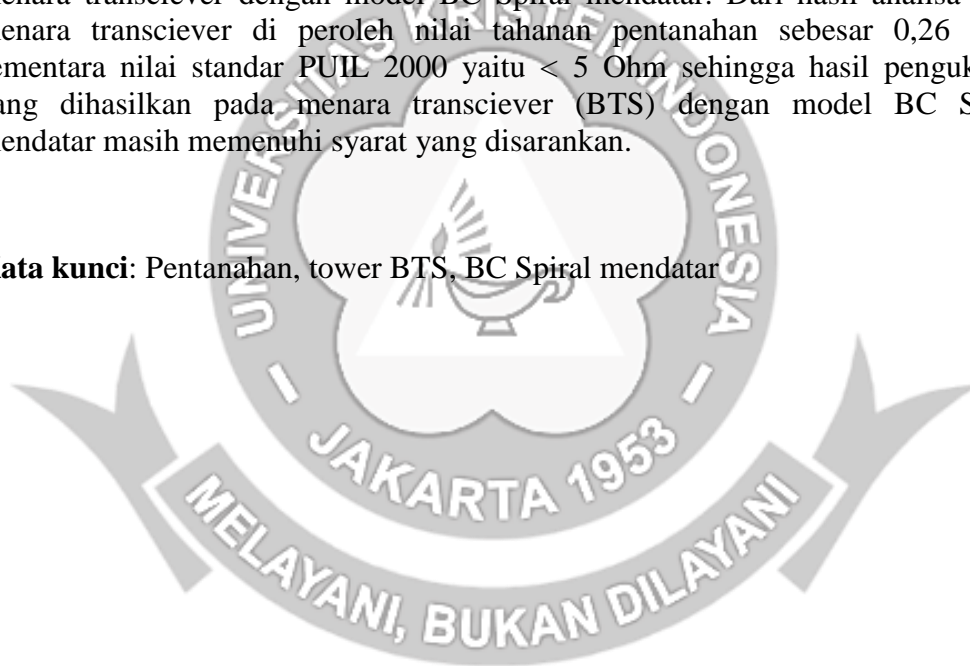 menara transciever dengan model BC Spiral mendatar. Dari hasil analisa
menara transciever di peroleh nilai tahanan pentanahan sebesar 0,26
sementara nilai standar PUIL 2000 yaitu < 5 Ohm sehingga hasil penguk
ang dihasilkan pada menara transciever (BTS) dengan model BC S
mendatar masih memenuhi syarat yang disarankan.
ata kunci: Pentanahan, tower BTS, BC Spiral mendatar
UNIVERSITAS KRISTEN INDONESIA
JAKARTA 1953
MELAYANI, BUKAN DILAYANI